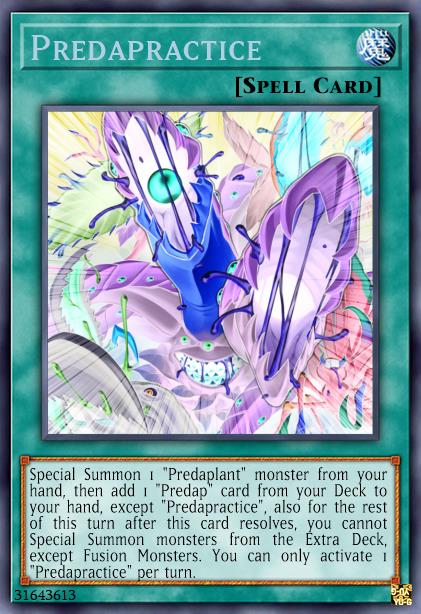 PREDAPRACTICE
魔
[SPELL CARD]
Special Summon 1 "Predaplant" monster from your
hand, then add 1 "Predap" card from your Deck to
your hand, except "Predapractice", also for the rest
of this turn after this card resolves, you cannot
Special Summon monsters from the Extra Deck,
except Fusion Monsters. You can only activate 1
"Predapractice" per turn.
31643613